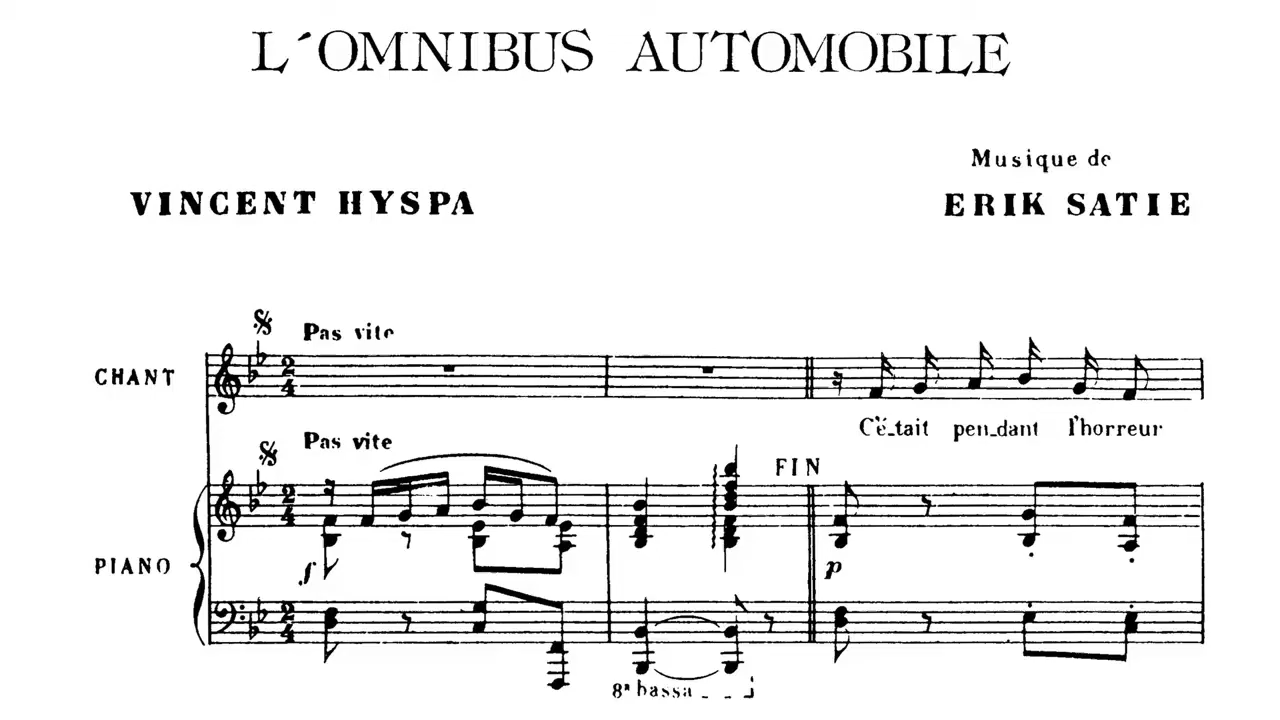 L'OMNIBUS AUTOMOBILE
Musique de
VINCENT HYSPA
ERIK SATIE
Pas vite
CHANT
C'é_tait pen_dant l'horreur
Pas vite
FIN
PIANO
f
p
8ª bassa